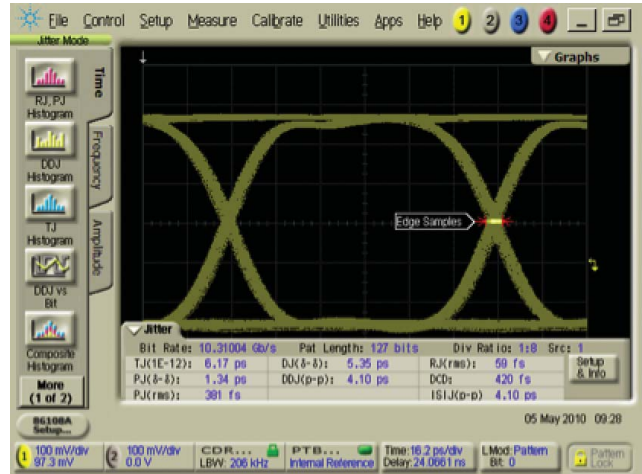 File Control Setup Measure Calibrate Utilities Apps Help 1 2 3 4
Jitter Mode
Graphs
RJ, PJ
Histogram
DDJ
Histogram
TJ
Histogram
DDJ vs
Bit
Composite
Histogram
More
(1 of 2)
Time
Frequency
Amplitude
Edge Samples
Jitter
Bit Rate: 10.31004 Gb/s Pat Length: 127 bits Div Ratio: 1:8 Src: 1
TJ(1E-12): 6.17 ps DJ(δ-δ): 5.35 ps RJ(rms): 59 fs
PJ(δ-δ): 1.34 ps DDJ(p-p): 4.10 ps DCD: 420 fs
PJ(rms): 381 fs ISIJ(p-p) 4.10 ps
Setup
& Info
86108A
Setup...
05 May 2010 09:28
1 100 mV/div
97.3 mV
2 100 mV/div
0.0 V
CDR...
LBW: 206 kHz
PTB...
Internal Reference
Time:16.2 ps/div
Delay:24.0661 ns
LMod: Pattern
Bit: 0
Pattern
Lock